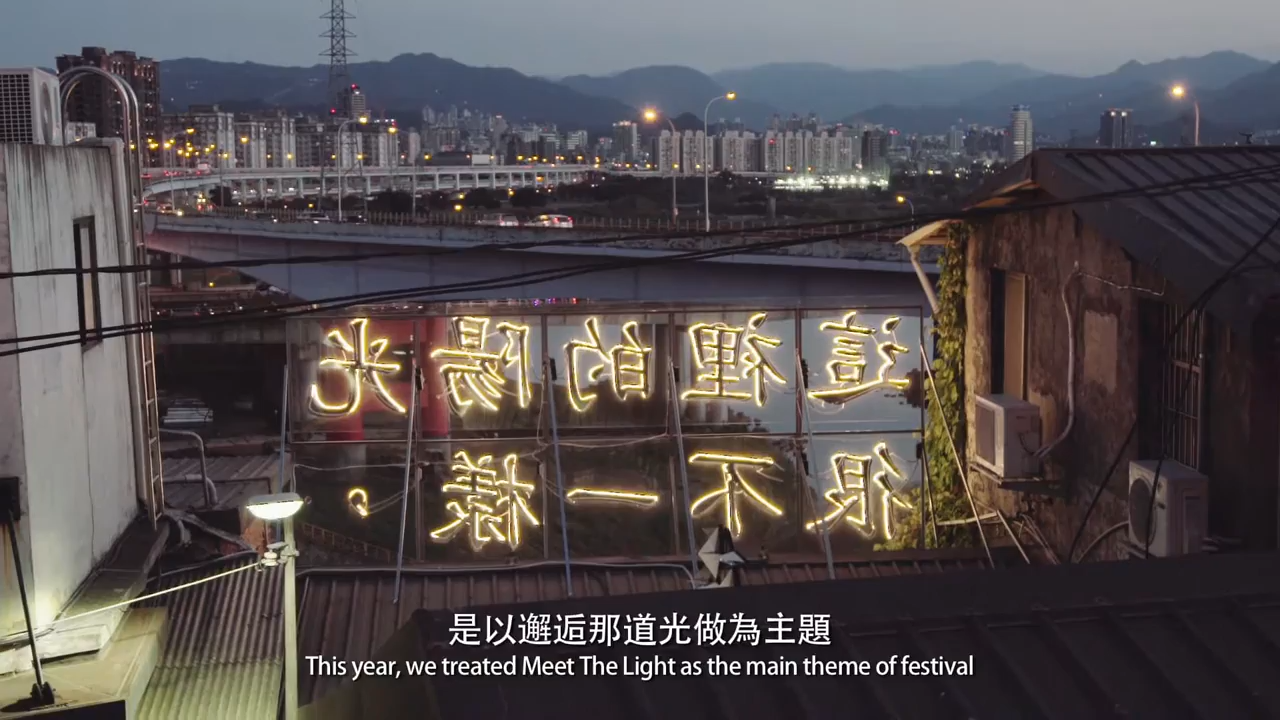 這裡的陽光
很不一樣。
是以邂逅那道光做為主題
This year, we treated Meet The Light as the main theme of festival